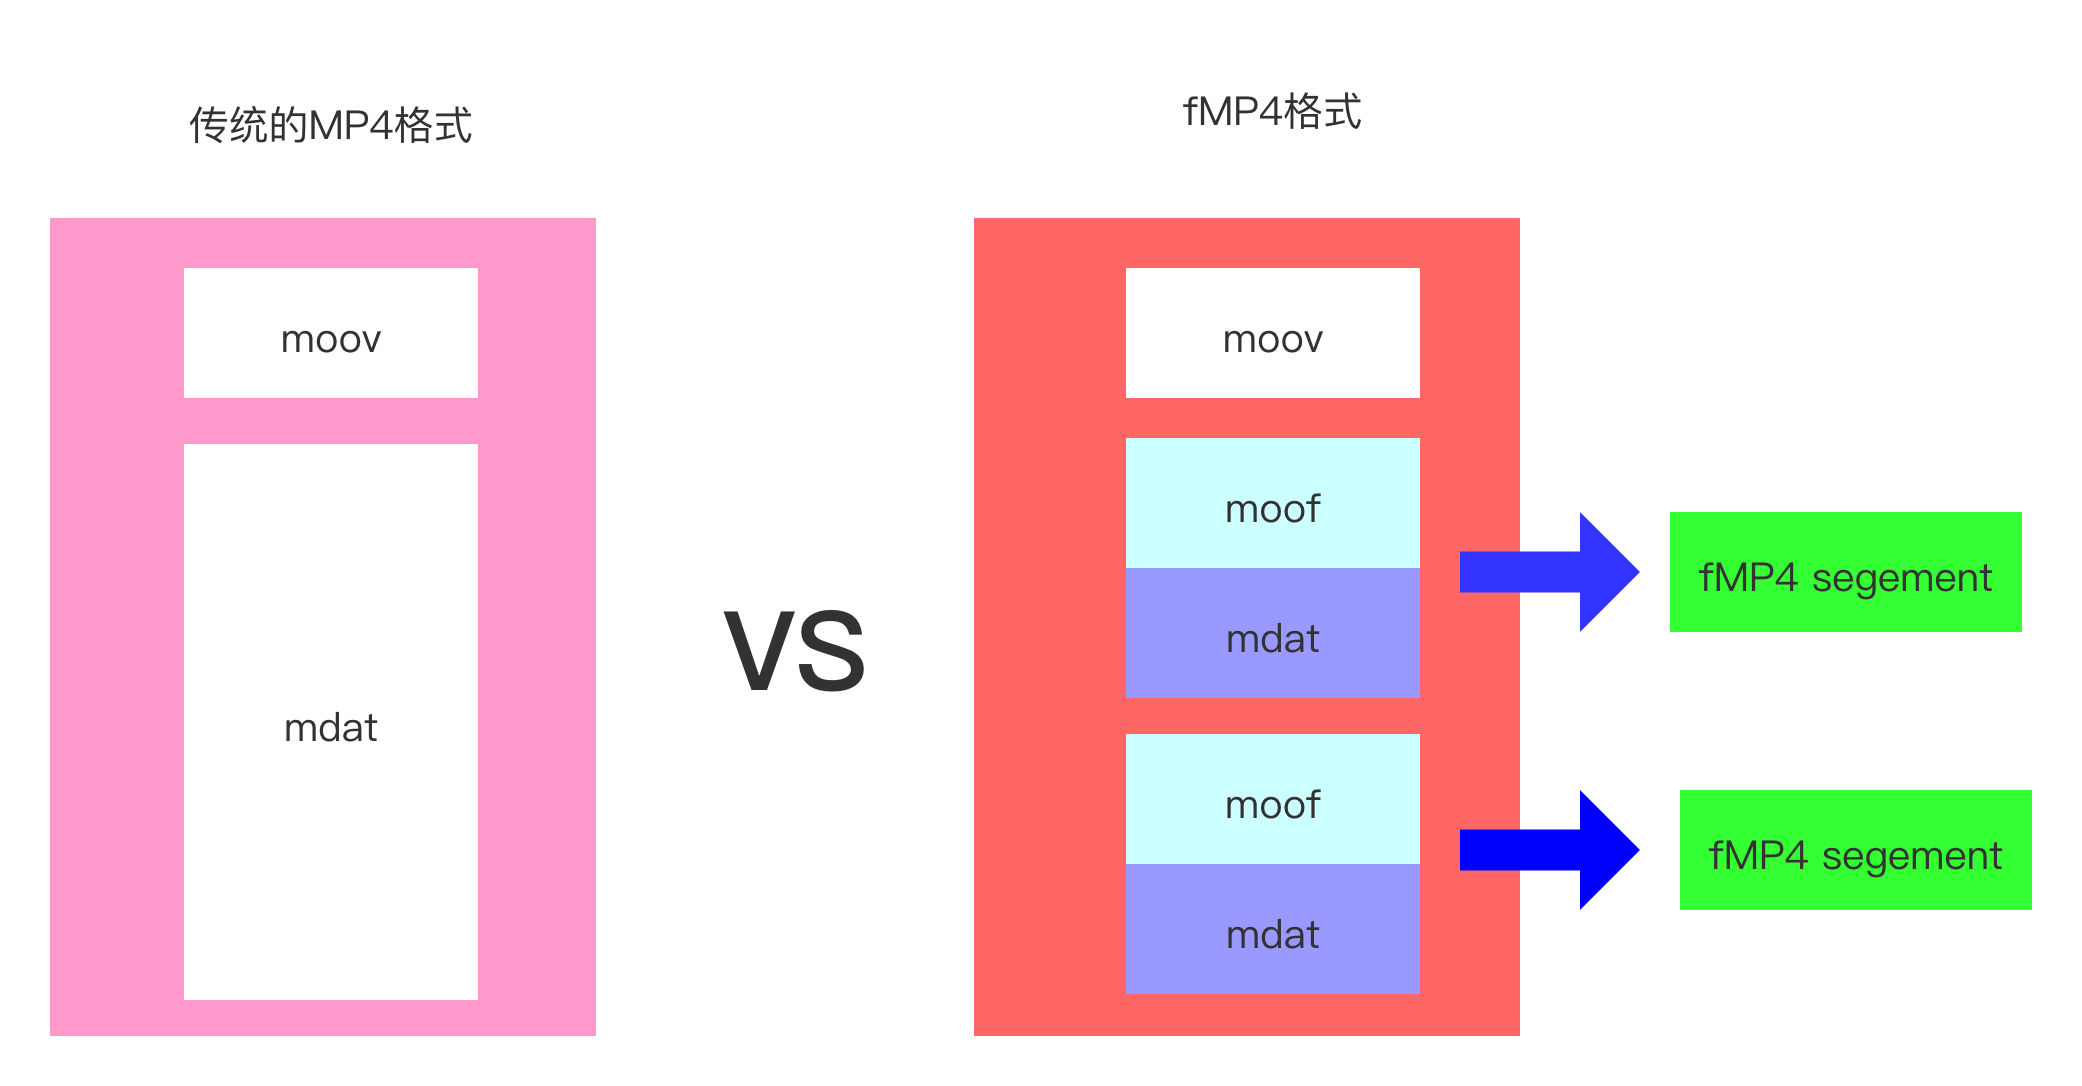 传统的MP4格式
moov
mdat
VS
fMP4格式
moov
moof
mdat
fMP4 segement
moof
mdat
fMP4 segement